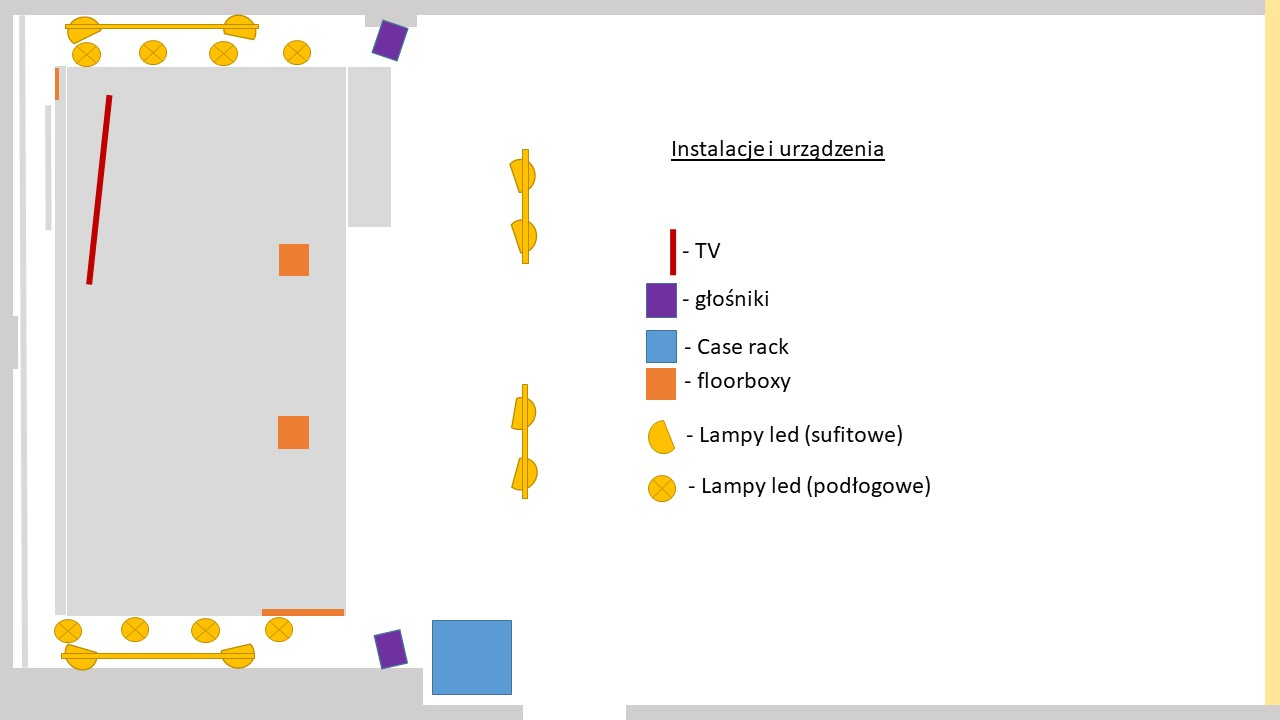 Instalacje i urządzenia
- TV
- głośniki
- Case rack
- floorboxy
- Lampy led (sufitowe)
- Lampy led (podłogowe)